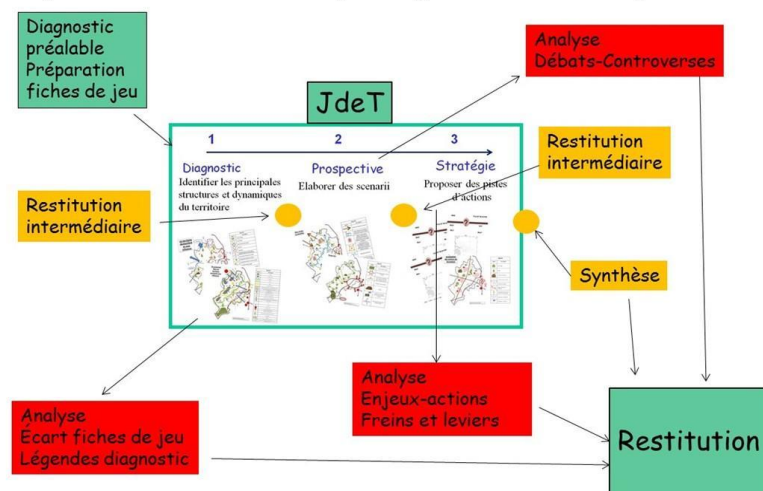 Diagnostic
préalable
Préparation
fiches de jeu
Analyse
Débats-Controverses
JdeT
1 2 3
Diagnostic
Identifier les principales
structures et dynamiques
du territoire
Prospective
Elaborer des scenarii
Stratégie
Proposer des pistes
d'actions
Restitution
intermédiaire
Restitution
intermédiaire
Synthèse
Analyse
Écart fiches de jeu
Légendes diagnostic
Analyse
Enjeux-actions
Freins et leviers
Restitution